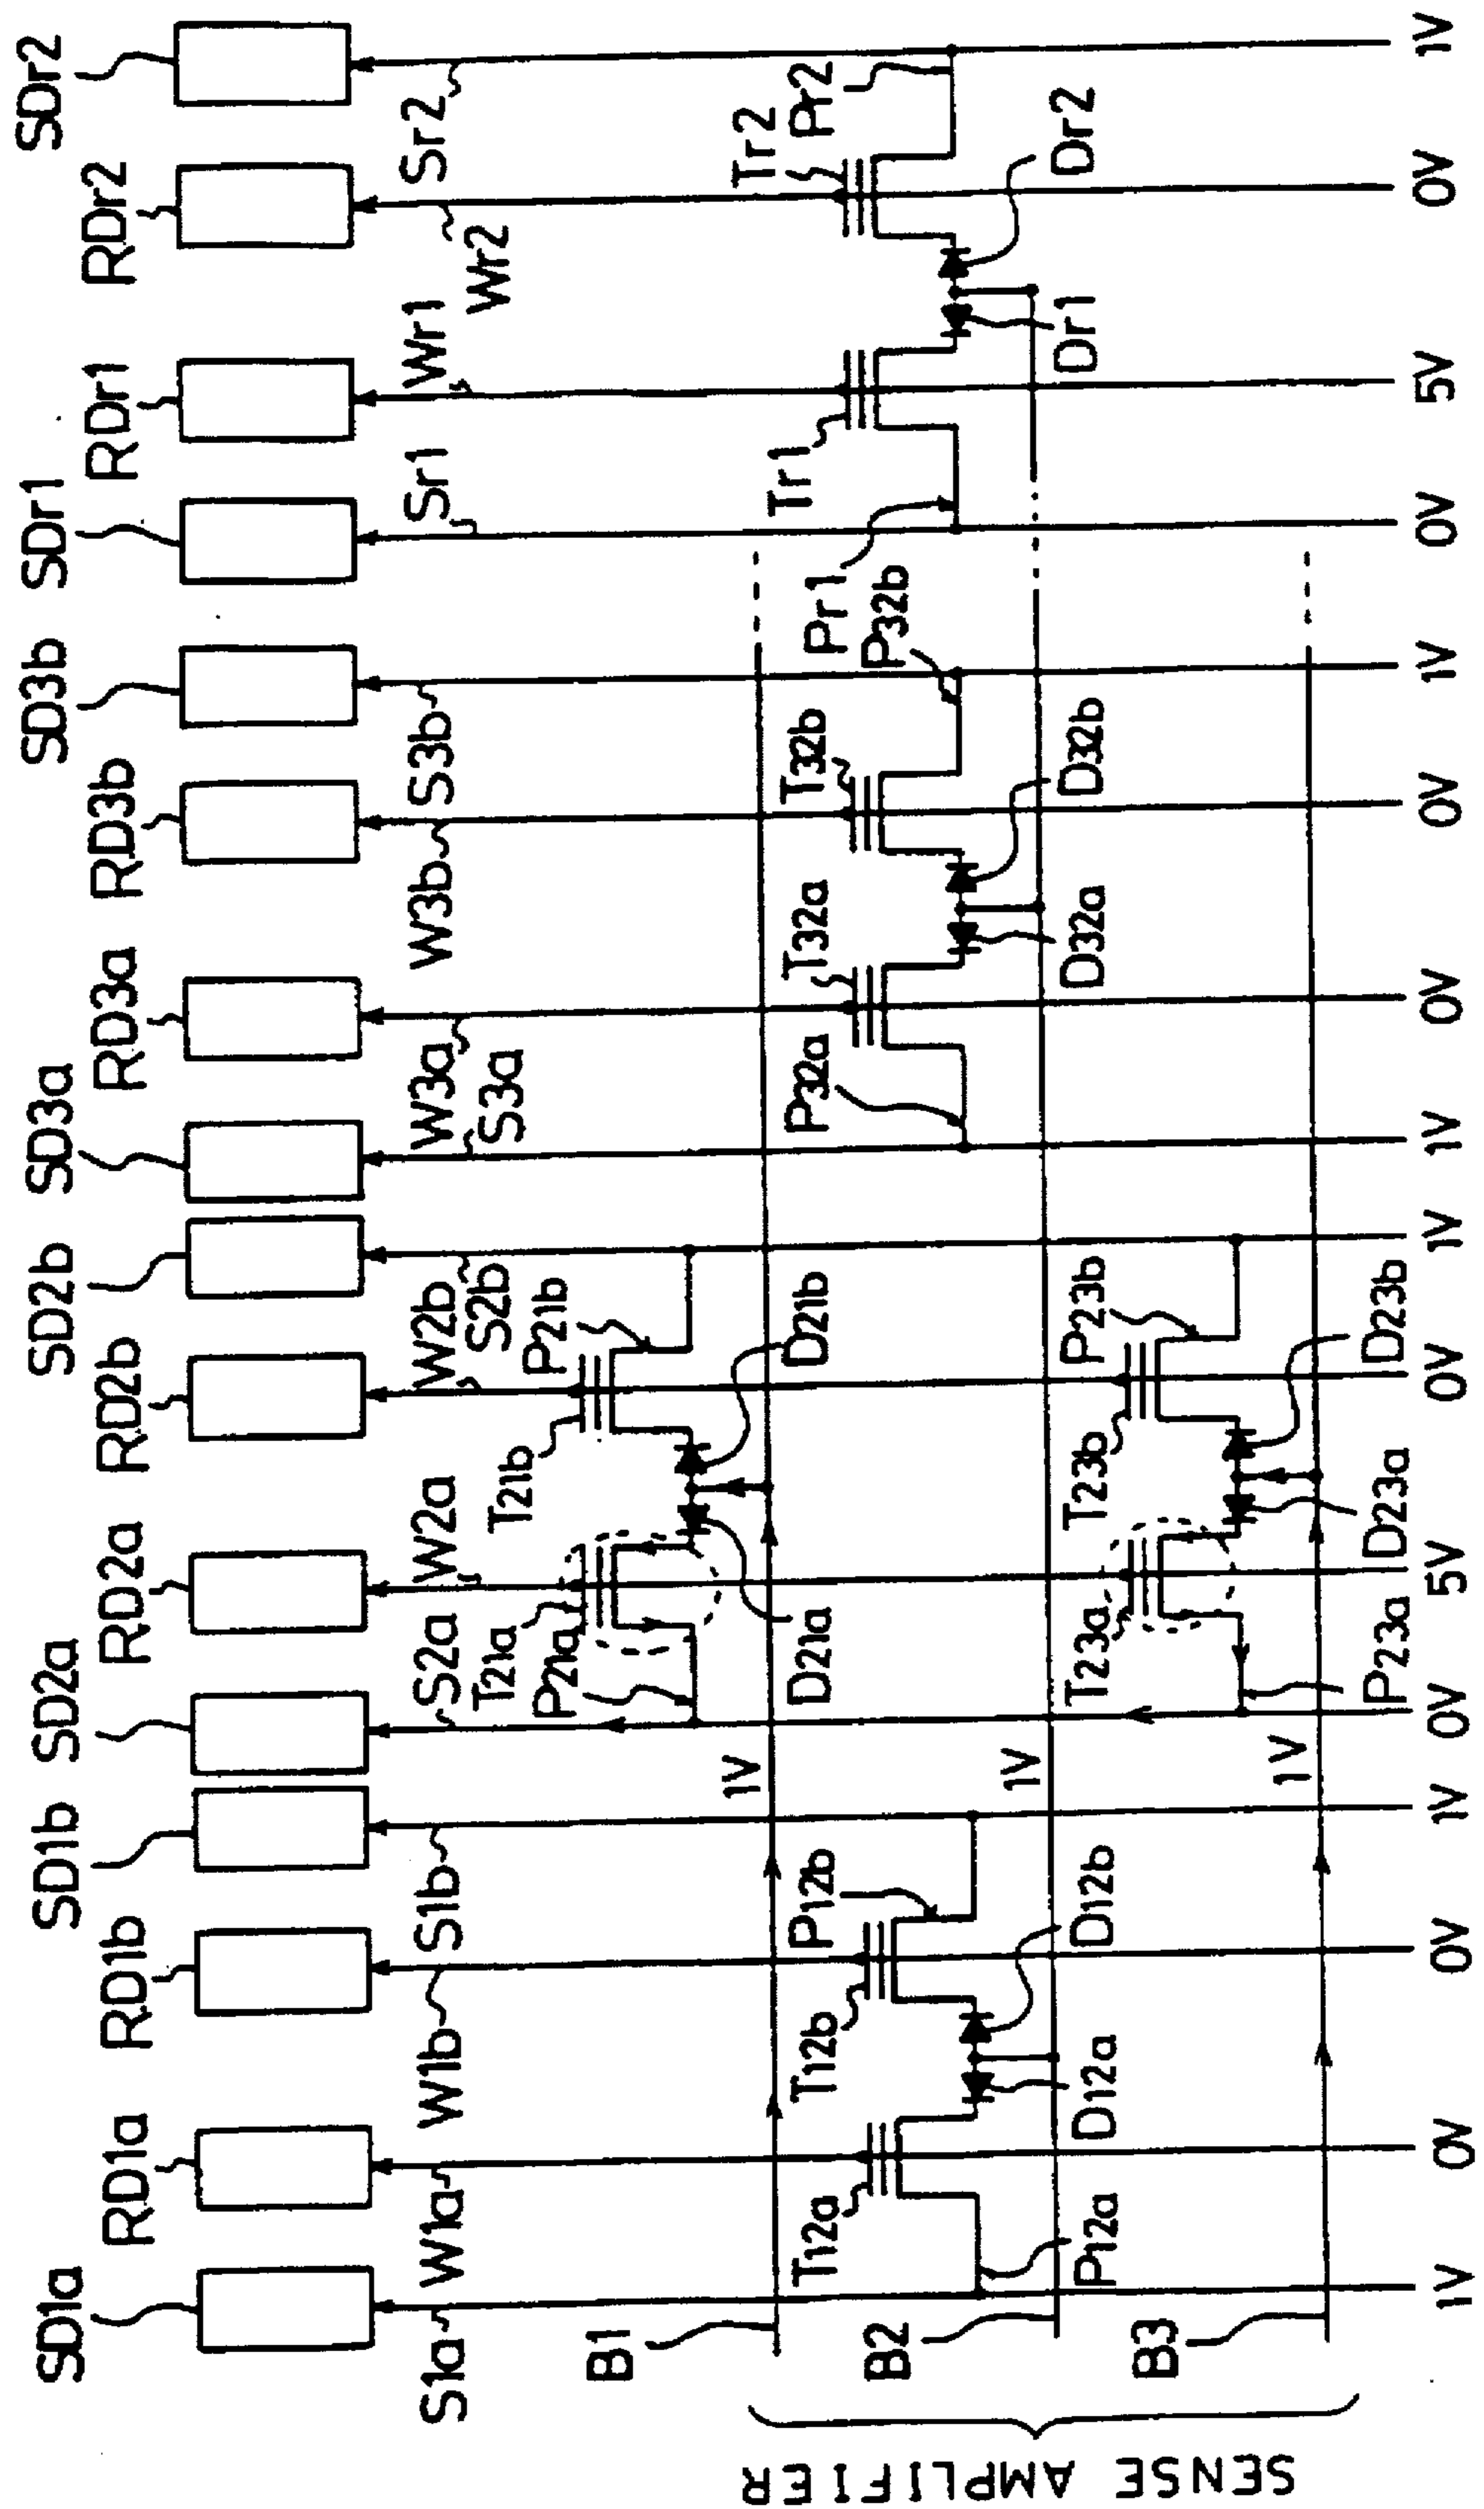 SD1a
SD1b
SD2a
SD2b
SD3a
SD3b
SDr1
SDr2
RD1a
RD1b
RD2a
RD2b
RD3a
RD3b
RDr1
RDr2
S1a
W1a
W1b
S1b
S2a
W2a
W2b
S2b
W3a
S3a
W3b
S3b
Sr1
Wr1
Wr2
Sr2
T21a
P21a
T21b
P21b
B1
1V
D21a
D21b
T12a
T12b
P12b
P32a
T32a
T32b
P32b
Pr1
Tr1
Tr2
Pr2
B2
1V
P12a
D12a
D12b
D32a
D32b
Dr1
Dr2
T23a
T23b
P23b
B3
1V
P23a
D23a
D23b
SENSE AMPLIFIER
1V
0V
0V
1V
0V
5V
0V
1V
1V
0V
0V
1V
0V
5V
0V
1V